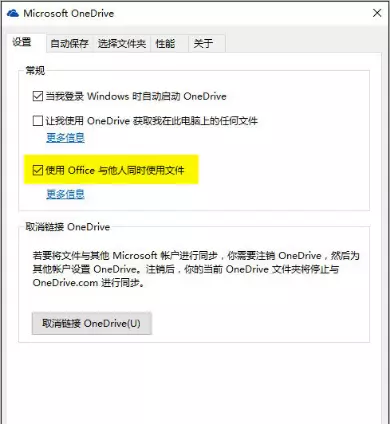 Microsoft OneDrive
设置 自动保存 选择文件夹 性能 关于
常规
当我登录 Windows 时自动启动 OneDrive
让我使用 OneDrive 获取我在此电脑上的任何文件
更多信息
使用 Office 与他人同时使用文件
更多信息
取消链接 OneDrive
若要将文件与其他 Microsoft 帐户进行同步，你需要注销 OneDrive，然后为
其他帐户设置 OneDrive。注销后，你的当前 OneDrive 文件夹将停止与
OneDrive.com 进行同步。
取消链接 OneDrive(U)